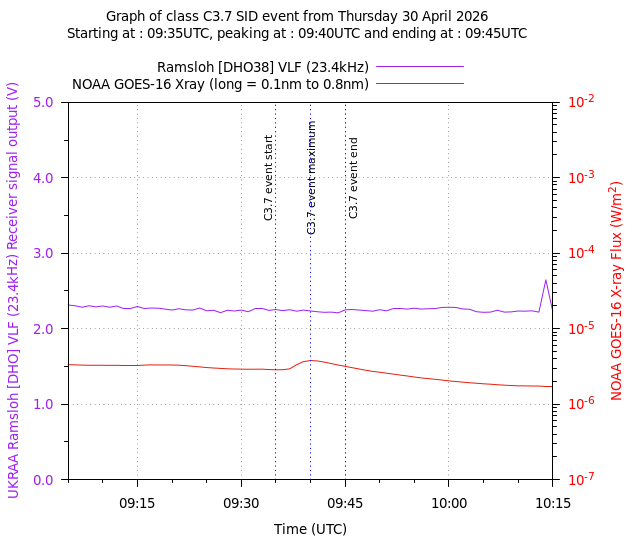 Graph of class C3.7 SID event from Thursday 30 April 2026
Starting at : 09:35UTC, peaking at : 09:40UTC and ending at : 09:45UTC
Ramsloh [DHO38] VLF (23.4kHz)
NOAA GOES-16 Xray (long = 0.1nm to 0.8nm)
UKRAA Ramsloh [DHO] VLF (23.4kHz) Receiver signal output (V)
5.0
4.0
3.0
2.0
1.0
0.0
C3.7 event start
C3.7 event maximum
C3.7 event end
10-2
10-3
10-4
10-5
10-6
10-7
NOAA GOES-16 X-ray Flux (W/m2)
09:15 09:30 09:45 10:00 10:15
Time (UTC)